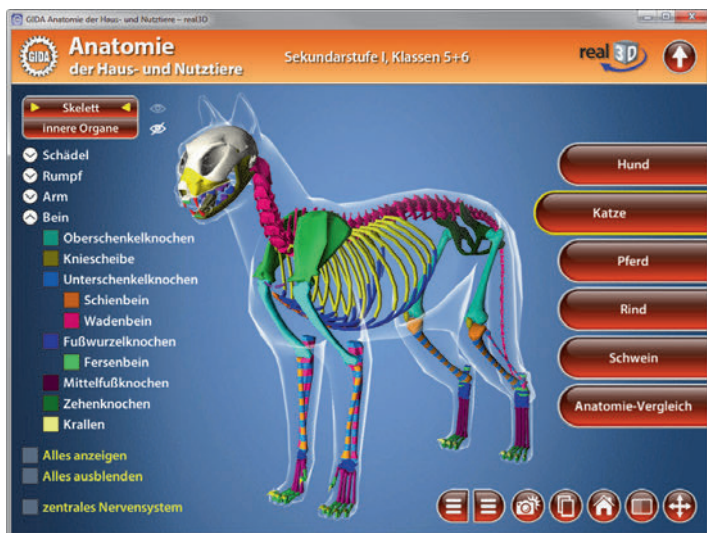 GIDA Anatomie der Haus- und Nutztiere – real3D
GIDA
Anatomie
der Haus- und Nutztiere
Sekundarstufe I, Klassen 5+6
real 3D
Skelett
innere Organe
Schädel
Rumpf
Arm
Bein
Oberschenkelknochen
Kniescheibe
Unterschenkelknochen
Schienbein
Wadenbein
Fußwurzelknochen
Fersenbein
Mittelfußknochen
Zehenknochen
Krallen
Alles anzeigen
Alles ausblenden
zentrales Nervensystem
Hund
Katze
Pferd
Rind
Schwein
Anatomie-Vergleich